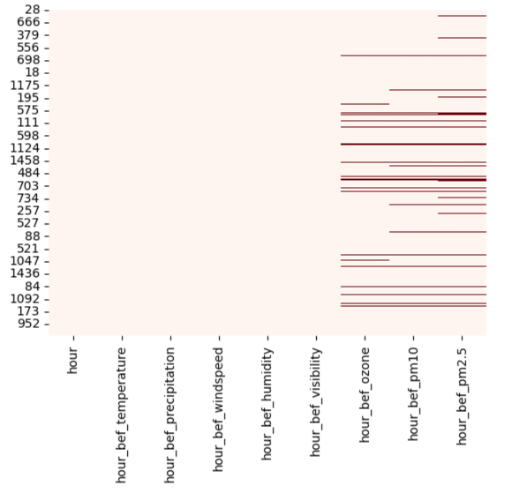 28
666
379
556
698
18
1175
195
575
111
598
1124
1458
484
703
734
257
527
88
521
1047
1436
84
1092
173
952
hour
hour_bef_temperature
hour_bef_precipitation
hour_bef_windspeed
hour_bef_humidity
hour_bef_visibility
hour_bef_ozone
hour_bef_pm10
hour_bef_pm2.5